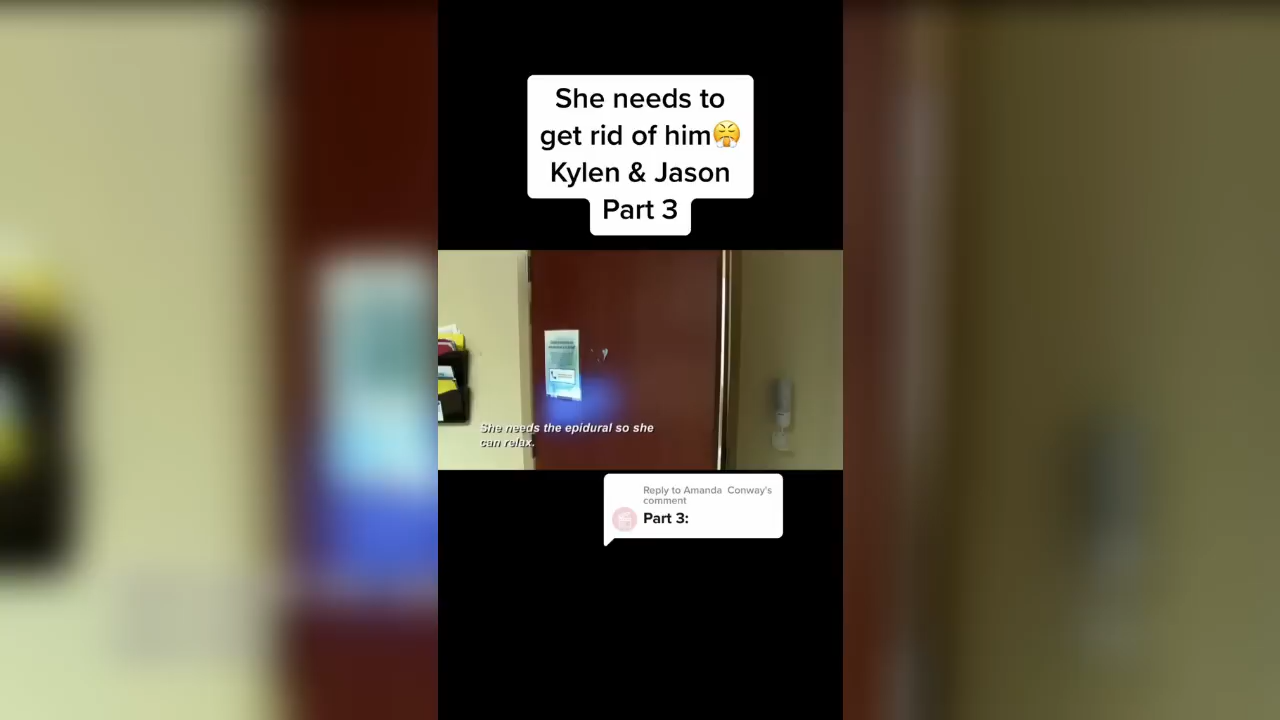 She needs to
get rid of him😤
Kylen & Jason
Part 3
She needs the epidural so she
can relax.
Reply to Amanda Conway's
comment
Part 3: